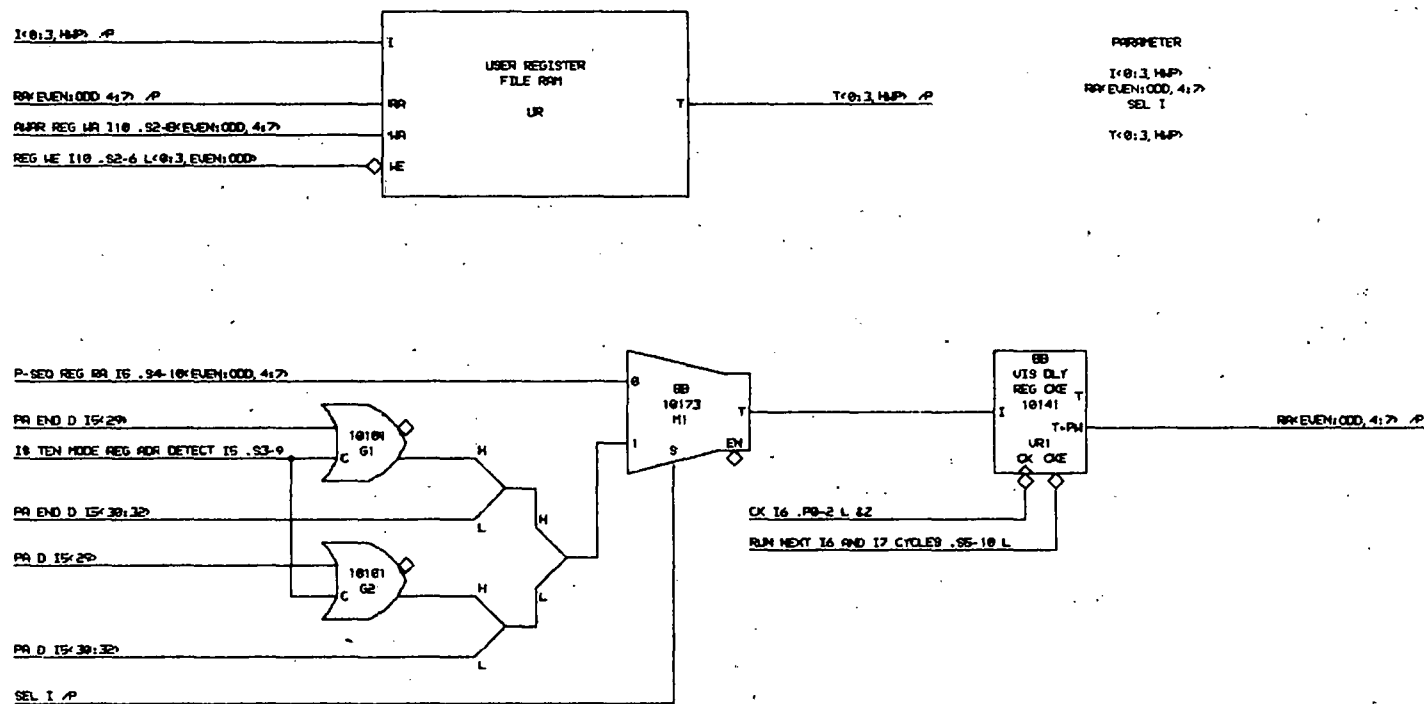 I<0:3, HWP> /P
I
USER REGISTER
FILE RAM
UR
PARAMETER
I<0:3, HWP>
RA<EVEN:ODD, 4:7>
SEL I
T<0:3, HWP>
RA<EVEN:ODD 4:7> /P
RA
T
T<0:3, HWP> /P
AWAR REG WA I10 .S2-8<EVEN:ODD, 4:7>
WA
REG WE I10 .S2-6 L<0:3, EVEN:ODD>
WE
P-SEQ REG RA I5 .S4-10<EVEN:ODD, 4:7>
0
8B
10173
M1
T
1
S
EN
8B
VIS DLY
REG CKE
10141
I
T
T+PW
UR1
CK CKE
RA<EVEN:ODD, 4:7> /P
PA END D I5<29>
10101
G1
I8 TEN MODE REG ADR DETECT I5 .S3-9
C
H
PA END D I5<30:32>
L
H
CK I6 .P0-2 L &2
PA D I5<29>
RUN NEXT I6 AND I7 CYCLES .S5-10 L
10101
G2
C
H
L
PA D I5<30:32>
L
SEL I /P